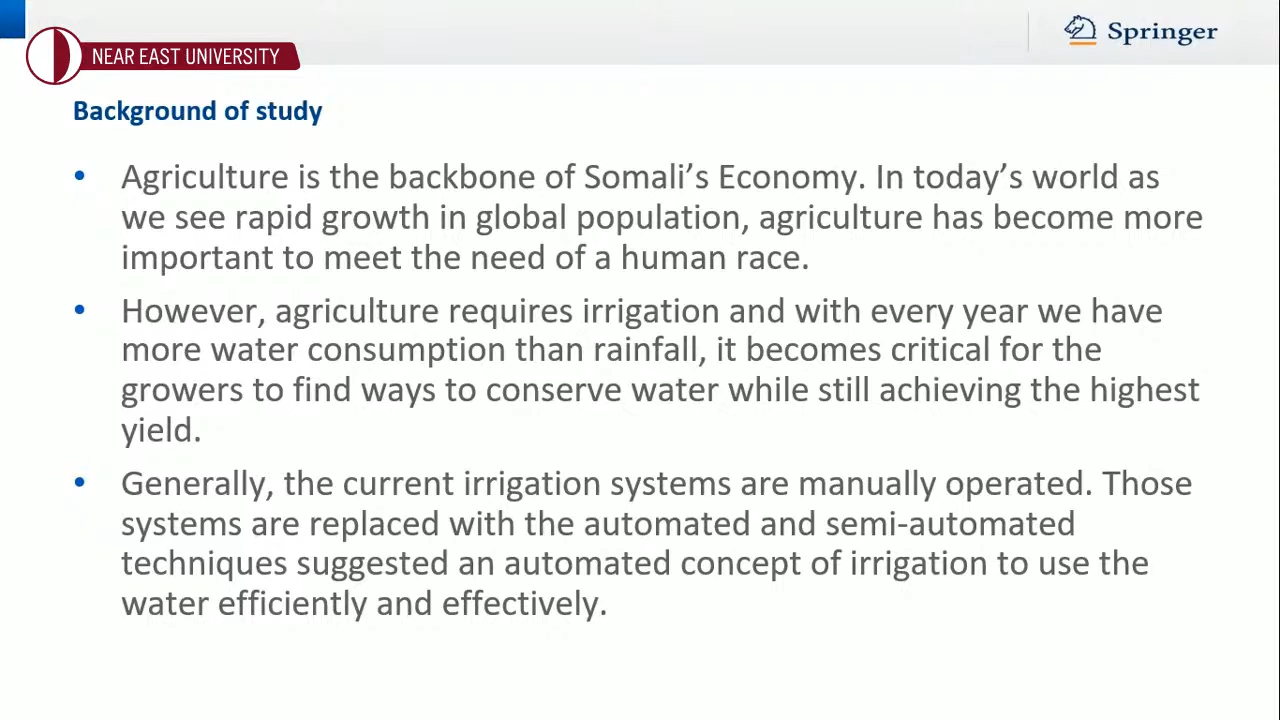 NEAR EAST UNIVERSITY
Springer
Background of study
• Agriculture is the backbone of Somali’s Economy. In today’s world as
we see rapid growth in global population, agriculture has become more
important to meet the need of a human race.
• However, agriculture requires irrigation and with every year we have
more water consumption than rainfall, it becomes critical for the
growers to find ways to conserve water while still achieving the highest
yield.
• Generally, the current irrigation systems are manually operated. Those
systems are replaced with the automated and semi-automated
techniques suggested an automated concept of irrigation to use the
water efficiently and effectively.